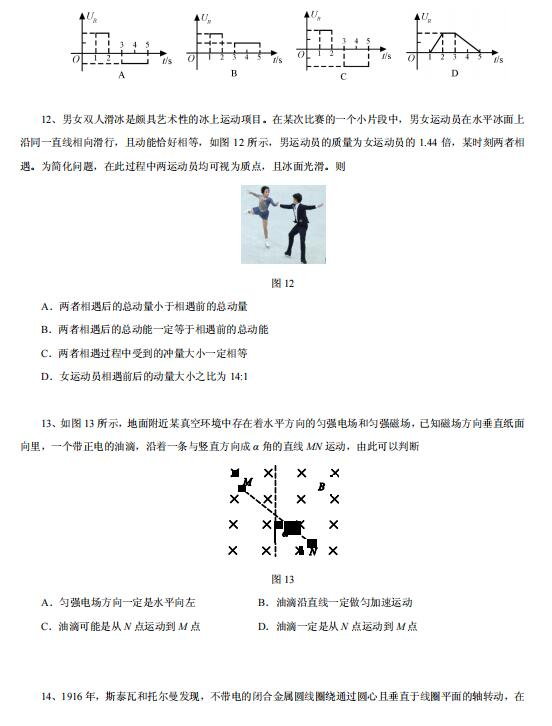 U_R U_R U_R U_R
3 4 5 3 4 5
O 1 2 t/s O 1 2 3 4 5 t/s O 1 2 t/s O 1 2 3 4 5 t/s
A B C D
12、男女双人滑冰是颇具艺术性的冰上运动项目。在某次比赛的一个小片段中，男女运动员在水平冰面上
沿同一直线相向滑行，且动能恰好相等，如图 12 所示，男运动员的质量为女运动员的 1.44 倍，某时刻两者相
遇。为简化问题，在此过程中两运动员均可视为质点，且冰面光滑。则
图 12
A．两者相遇后的总动量小于相遇前的总动量
B．两者相遇后的总动能一定等于相遇前的总动能
C．两者相遇过程中受到的冲量大小一定相等
D．女运动员相遇前后的动量大小之比为 14:1
13、如图 13 所示，地面附近某真空环境中存在着水平方向的匀强电场和匀强磁场，已知磁场方向垂直纸面
向里，一个带正电的油滴，沿着一条与竖直方向成 α 角的直线 MN 运动，由此可以判断
M B
N
图 13
A．匀强电场方向一定是水平向左 B．油滴沿直线一定做匀加速运动
C．油滴可能是从 N 点运动到 M 点 D．油滴一定是从 N 点运动到 M 点
14、1916 年，斯泰瓦和托尔曼发现，不带电的闭合金属圆线圈绕通过圆心且垂直于线圈平面的轴转动，在